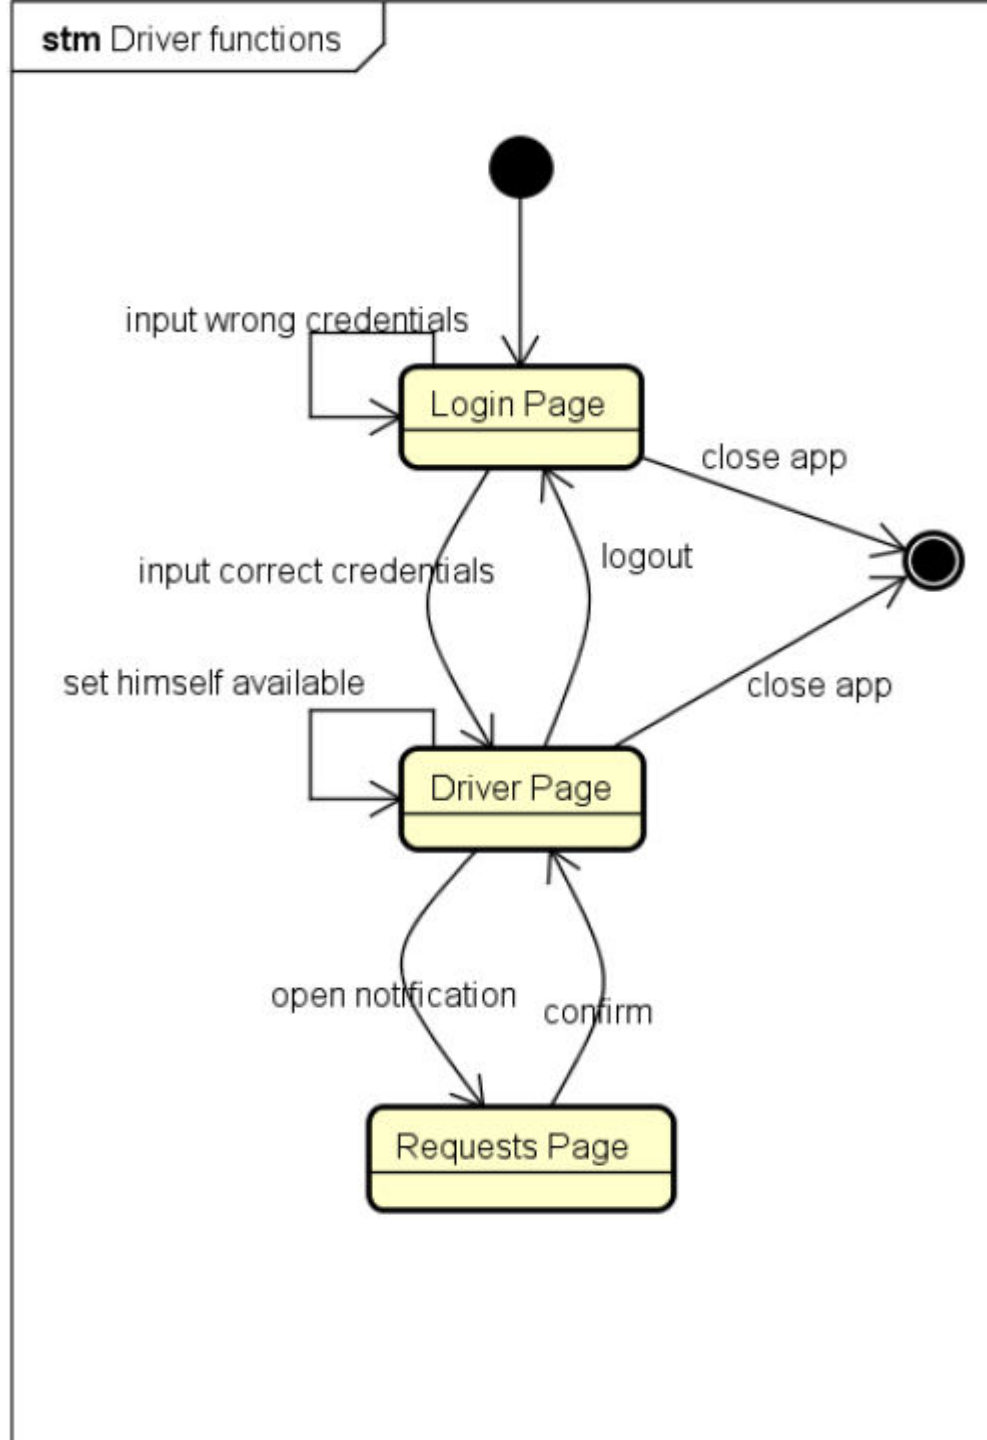 stm Driver functions
input wrong credentials
Login Page
close app
input correct credentials
logout
set himself available
close app
Driver Page
open notification
confirm
Requests Page